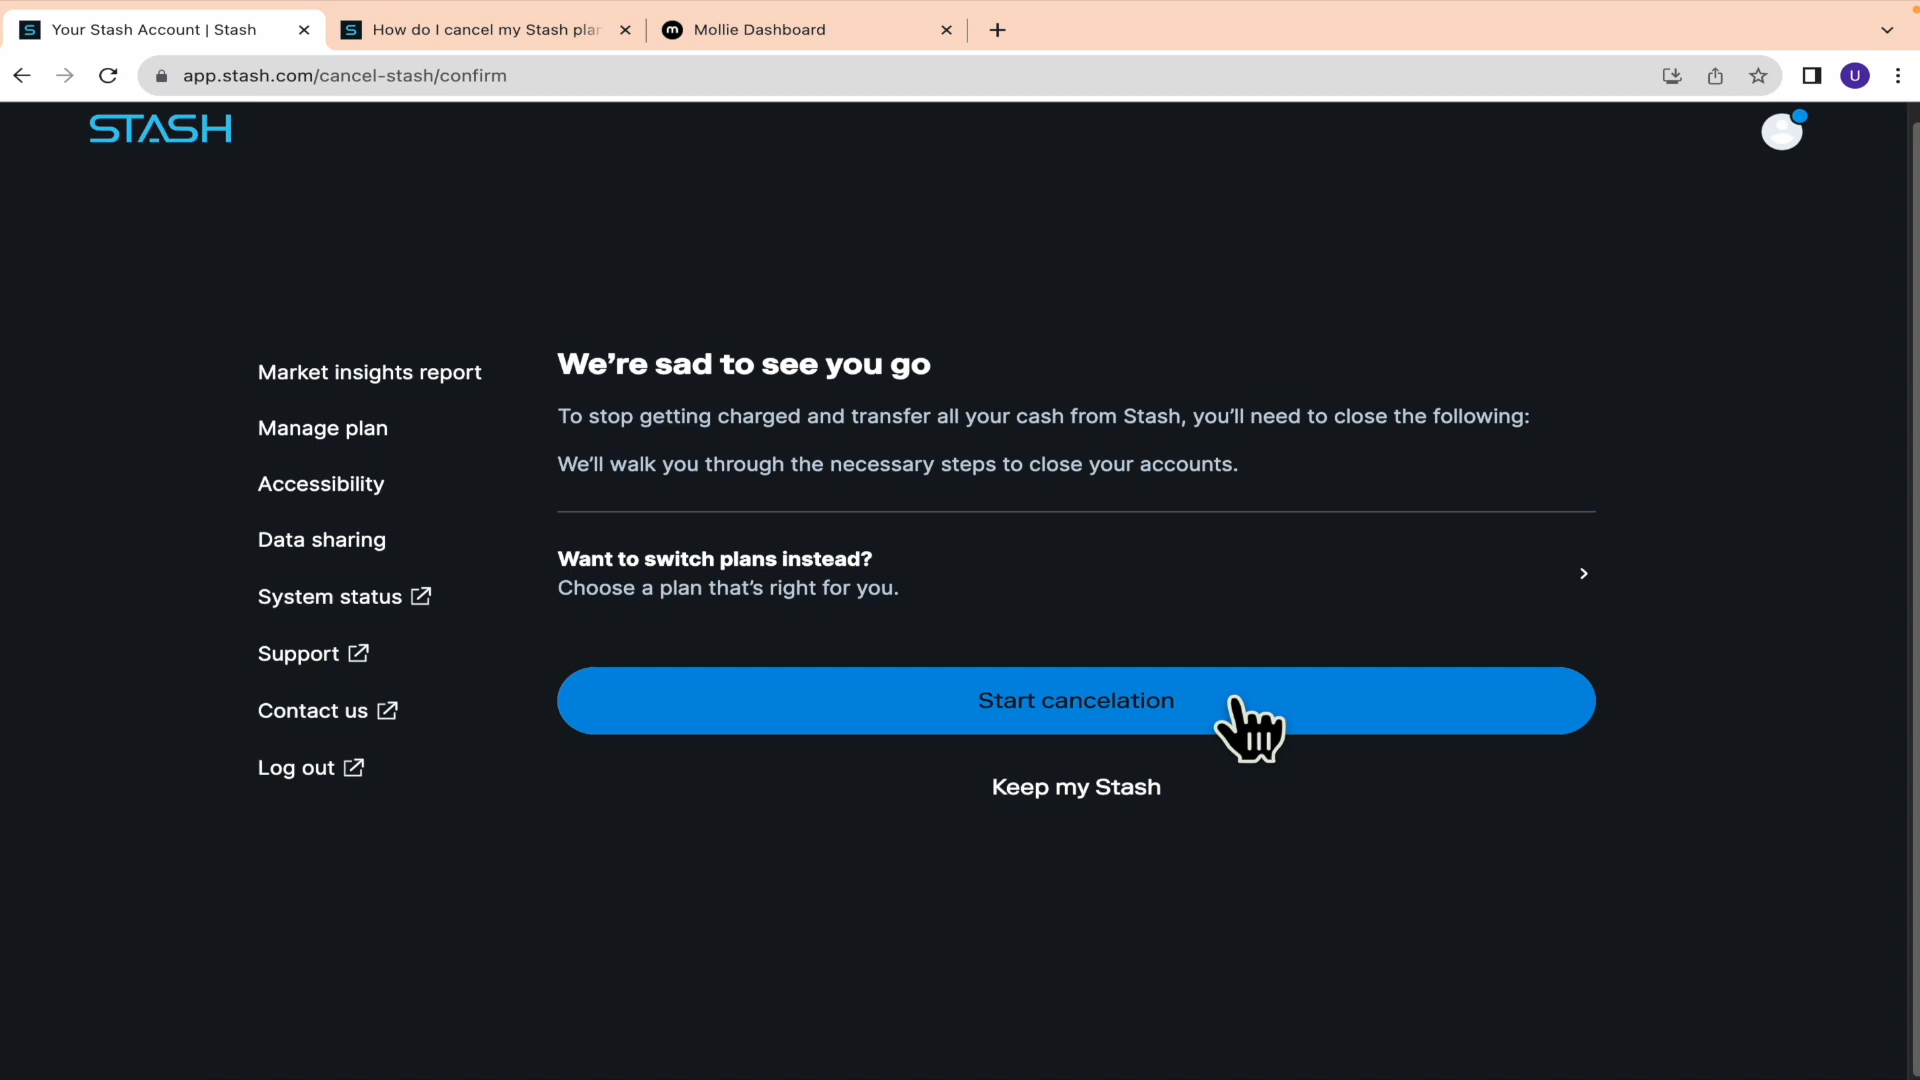 Your Stash Account | Stash
How do I cancel my Stash plan
Mollie Dashboard
app.stash.com/cancel-stash/confirm
U
STASH
Market insights report
Manage plan
Accessibility
Data sharing
System status
Support
Contact us
Log out
We're sad to see you go
To stop getting charged and transfer all your cash from Stash, you'll need to close the following:
We'll walk you through the necessary steps to close your accounts.
Want to switch plans instead?
Choose a plan that's right for you.
Start cancelation
Keep my Stash